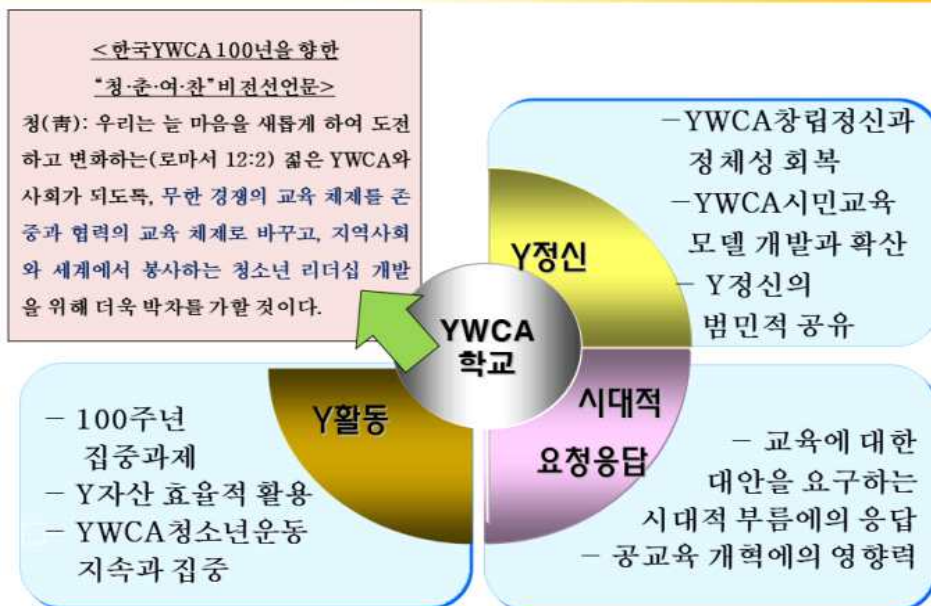 <한국YWCA 100년을 향한
“청·춘·여·찬”비전선언문>
청(靑): 우리는 늘 마음을 새롭게 하여 도전
하고 변화하는(로마서 12:2) 젊은 YWCA와
사회가 되도록, 무한 경쟁의 교육 체제를 존
중과 협력의 교육 체제로 바꾸고, 지역사회
와 세계에서 봉사하는 청소년 리더십 개발
을 위해 더욱 박차를 가할 것이다.
Y정신
– YWCA창립정신과
정체성 회복
– YWCA시민교육
모델 개발과 확산
– Y정신의
범민적 공유
YWCA
학교
Y활동
– 100주년
집중과제
– Y자산 효율적 활용
– YWCA청소년운동
지속과 집중
시대적
요청응답
– 교육에 대한
대안을 요구하는
시대적 부름에의 응답
– 공교육 개혁에의 영향력